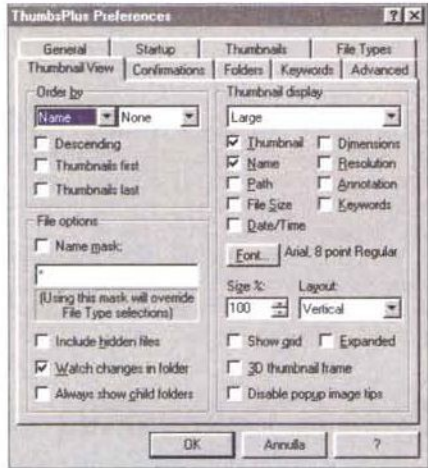 ThumbsPlus Preferences
General Startup Thumbnails File Types
Thumbnail View Confirmations Folders Keywords Advanced
Order by
Name None
Descending
Thumbnails first
Thumbnails last
File options
Name mask:
*
(Using this mask will override
File Type selections)
Include hidden files
Watch changes in folder
Always show child folders
Thumbnail display
Large
Thumbnail Dimensions
Name Resolution
Path Annotation
File Size Keywords
Date/Time
Font... Arial, 8 point Regular
Size %: Layout:
100 Vertical
Show grid Expanded
3D thumbnail frame
Disable popup image tips
OK Annulla ?